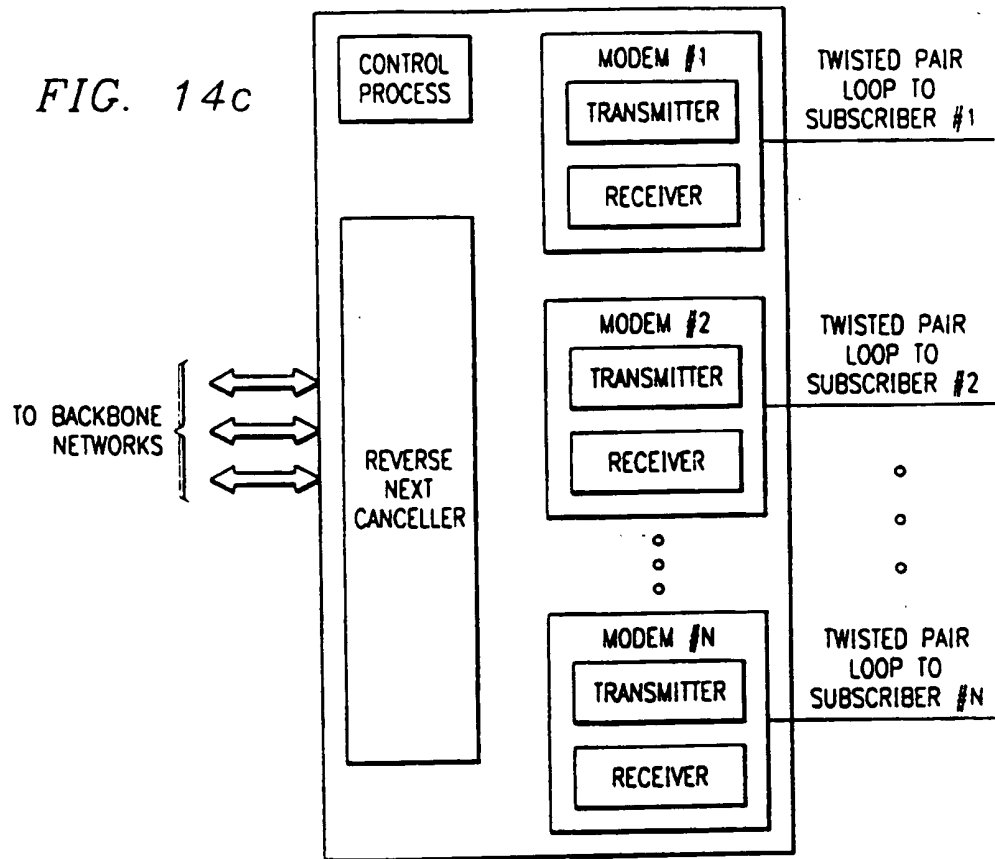 FIG. 14c
CONTROL
PROCESS
MODEM #1
TRANSMITTER
RECEIVER
TWISTED PAIR
LOOP TO
SUBSCRIBER #1
MODEM #2
TRANSMITTER
RECEIVER
TWISTED PAIR
LOOP TO
SUBSCRIBER #2
TO BACKBONE
NETWORKS
REVERSE
NEXT
CANCELLER
MODEM #N
TRANSMITTER
RECEIVER
TWISTED PAIR
LOOP TO
SUBSCRIBER #N